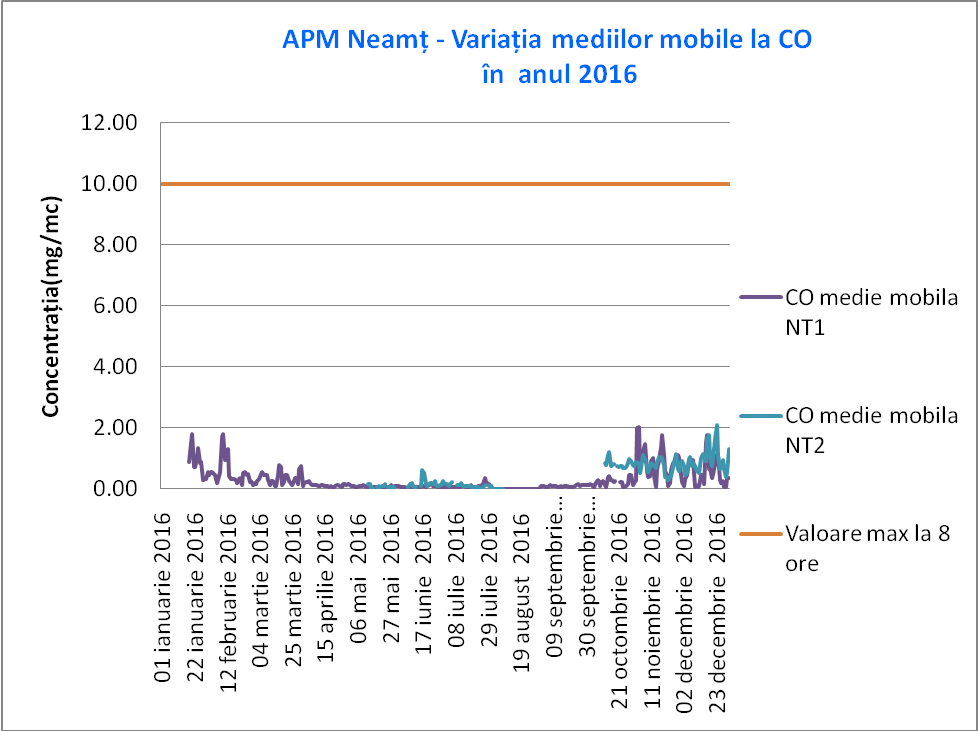 APM Neamț - Variația mediilor mobile la CO
în  anul 2016
Concentrația(mg/mc)
12.00
10.00
8.00
6.00
4.00
2.00
0.00
01 ianuarie 2016
22 ianuarie 2016
12 februarie 2016
04 martie 2016
25 martie 2016
15 aprilie 2016
06 mai 2016
27 mai 2016
17 iunie 2016
08 iulie 2016
29 iulie 2016
19 august 2016
09 septembrie...
30 septembrie...
21 octombrie 2016
11 noiembrie 2016
02 decembrie 2016
23 decembrie 2016
CO medie mobila
NT1
CO medie mobila
NT2
Valoare max la 8
ore